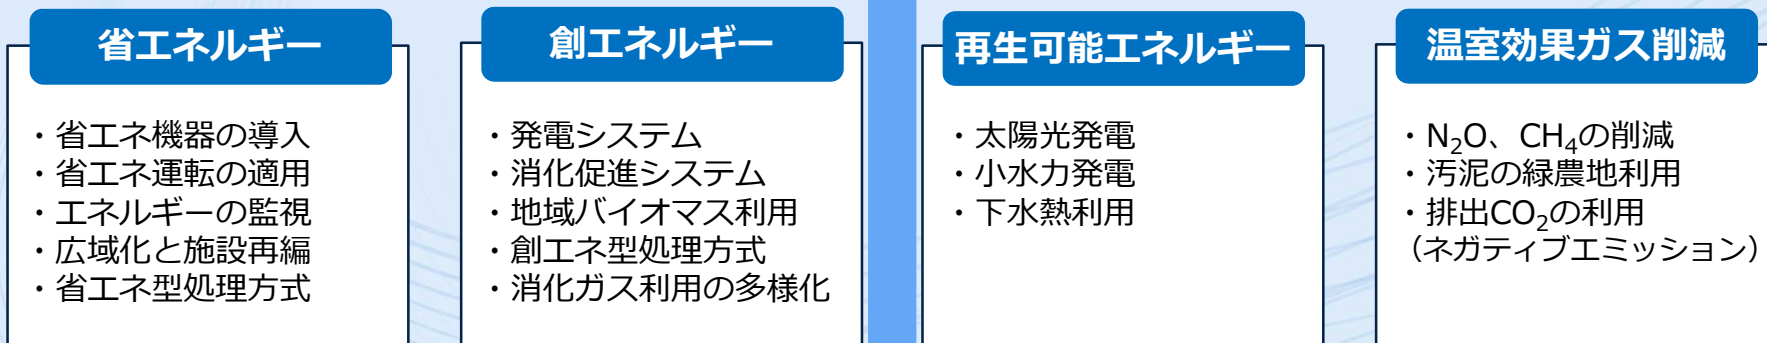 省エネルギー
・省エネ機器の導入
・省エネ運転の適用
・エネルギーの監視
・広域化と施設再編
・省エネ型処理方式
創エネルギー
・発電システム
・消化促進システム
・地域バイオマス利用
・創エネ型処理方式
・消化ガス利用の多様化
再生可能エネルギー
・太陽光発電
・小水力発電
・下水熱利用
温室効果ガス削減
・N₂O、CH₄の削減
・汚泥の緑農地利用
・排出CO₂の利用
（ネガティブエミッション）